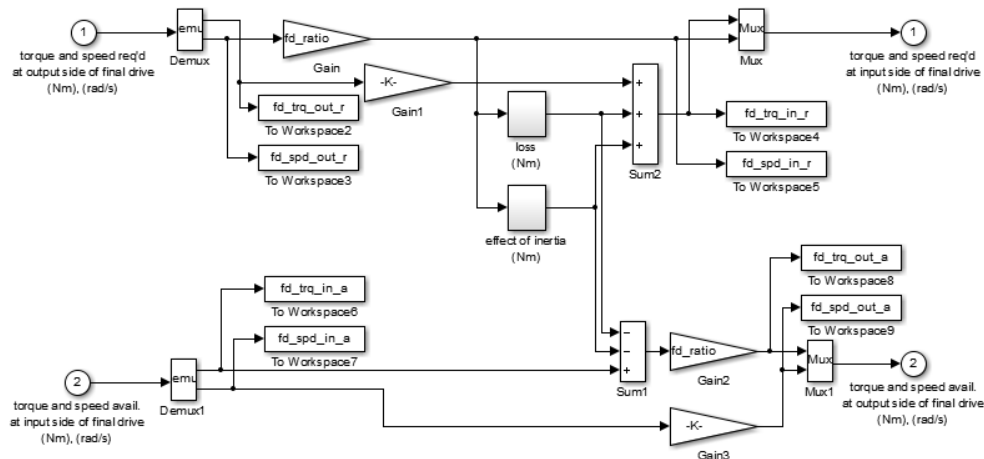 1
torque and speed req'd
at output side of final drive
(Nm), (rad/s)
emu
Demux
fd_ratio
Gain
-K-
Gain1
fd_trq_out_r
To Workspace2
fd_spd_out_r
To Workspace3
loss
(Nm)
effect of inertia
(Nm)
+
+
+
Sum2
Mux
Mux
1
torque and speed req'd
at input side of final drive
(Nm), (rad/s)
fd_trq_in_r
To Workspace4
fd_spd_in_r
To Workspace5
fd_trq_in_a
To Workspace6
fd_spd_in_a
To Workspace7
2
torque and speed avail.
at input side of final drive
(Nm), (rad/s)
emu
Demux1
−
−
+
Sum1
fd_ratio
Gain2
-K-
Gain3
fd_trq_out_a
To Workspace8
fd_spd_out_a
To Workspace9
Mux
Mux1
2
torque and speed avail.
at output side of final drive
(Nm), (rad/s)